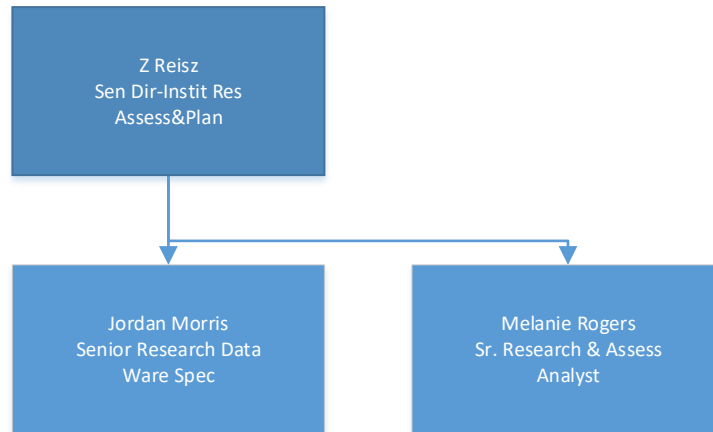 Z Reisz
Sen Dir-Instit Res
Assess&Plan
Jordan Morris
Senior Research Data
Ware Spec
Melanie Rogers
Sr. Research & Assess
Analyst